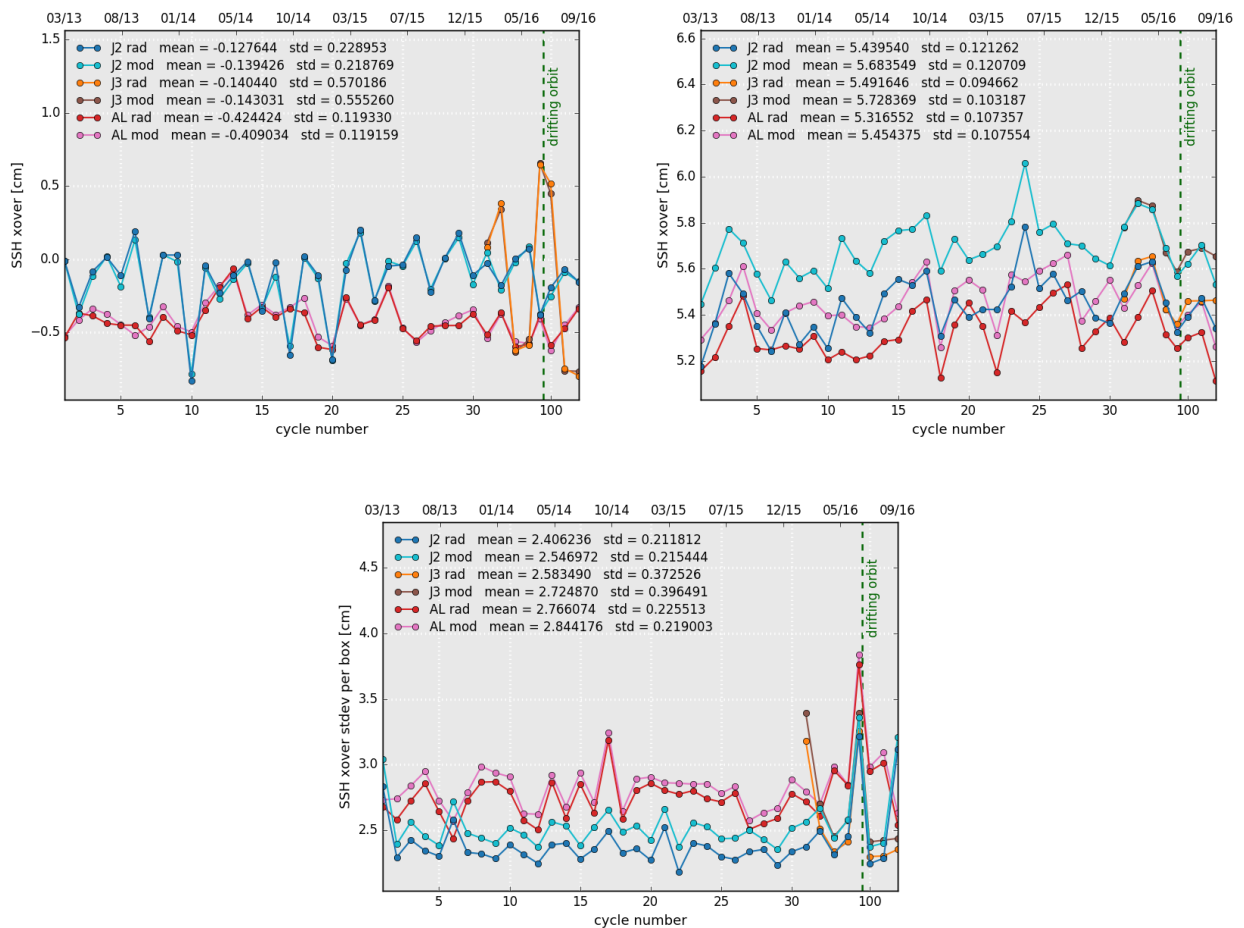 03/13 08/13 01/14 05/14 10/14 03/15 07/15 12/15 05/16 09/16
1.5
1.0
0.5
0.0
−0.5
SSH xover [cm]
J2 rad mean = -0.127644 std = 0.228953
J2 mod mean = -0.139426 std = 0.218769
J3 rad mean = -0.140440 std = 0.570186
J3 mod mean = -0.143031 std = 0.555260
AL rad mean = -0.424424 std = 0.119330
AL mod mean = -0.409034 std = 0.119159
drifting orbit
5 10 15 20 25 30 100
cycle number
03/13 08/13 01/14 05/14 10/14 03/15 07/15 12/15 05/16 09/16
6.6
6.4
6.2
6.0
5.8
5.6
5.4
5.2
SSH xover [cm]
J2 rad mean = 5.439540 std = 0.121262
J2 mod mean = 5.683549 std = 0.120709
J3 rad mean = 5.491646 std = 0.094662
J3 mod mean = 5.728369 std = 0.103187
AL rad mean = 5.316552 std = 0.107357
AL mod mean = 5.454375 std = 0.107554
drifting orbit
5 10 15 20 25 30 100
cycle number
03/13 08/13 01/14 05/14 10/14 03/15 07/15 12/15 05/16 09/16
4.5
4.0
3.5
3.0
2.5
SSH xover stdev per box [cm]
J2 rad mean = 2.406236 std = 0.211812
J2 mod mean = 2.546972 std = 0.215444
J3 rad mean = 2.583490 std = 0.372526
J3 mod mean = 2.724870 std = 0.396491
AL rad mean = 2.766074 std = 0.225513
AL mod mean = 2.844176 std = 0.219003
drifting orbit
5 10 15 20 25 30 100
cycle number